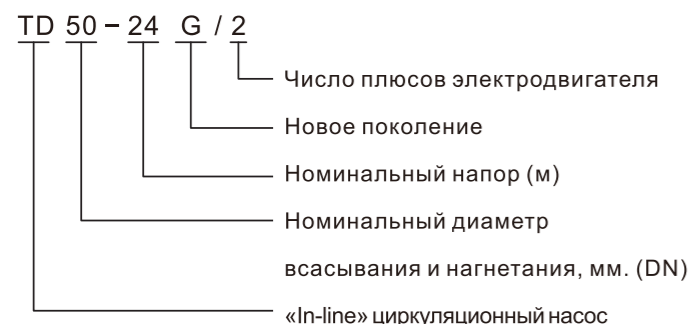 TD 50 – 24 G / 2
Число плюсов электродвигателя
Новое поколение
Номинальный напор (м)
Номинальный диаметр
всасывания и нагнетания, мм. (DN)
«In-line» циркуляционный насос